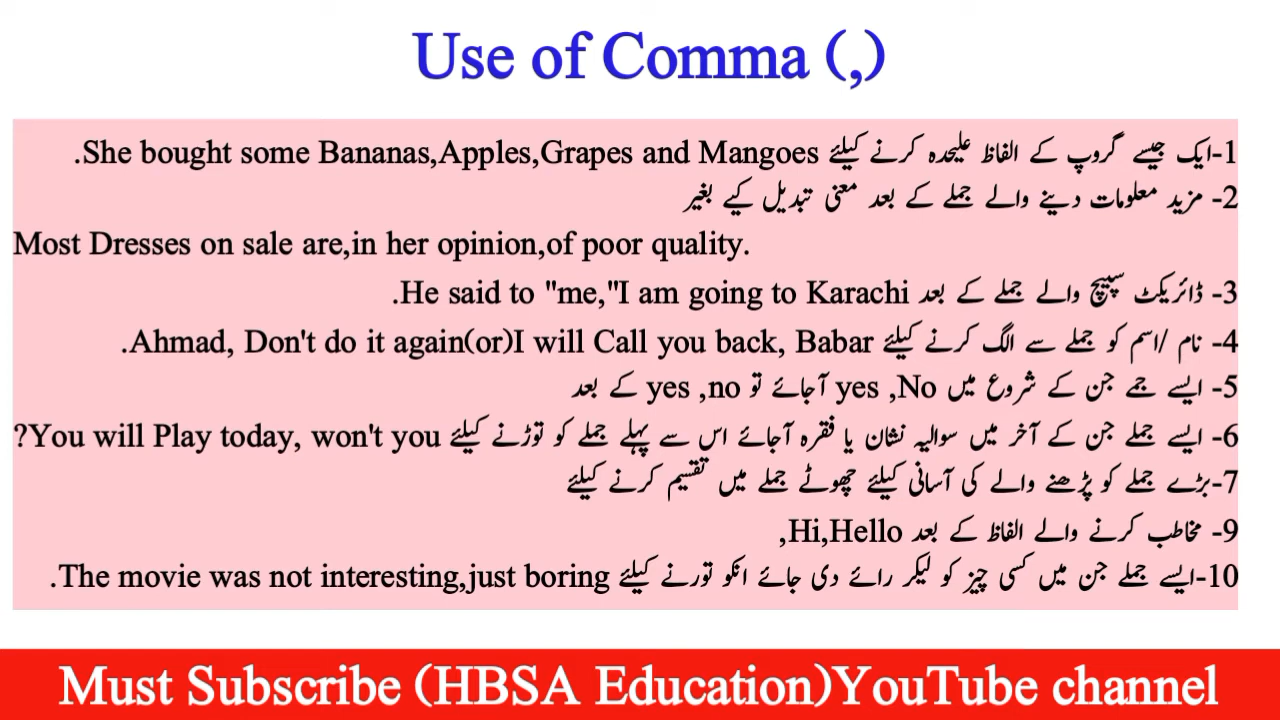 Use of Comma (,)
1-ایک جیسے گروپ کے الفاظ علیحدہ کرنے کیلئے She bought some Bananas,Apples,Grapes and Mangoes.
2- مزید معلومات دینے والے جملے کے بعد معنی تبدیل کیے بغیر
Most Dresses on sale are,in her opinion,of poor quality.
3- ڈائریکٹ سپیچ والے جملے کے بعد He said to "me,"I am going to Karachi.
4- نام /اسم کو جملے سے الگ کرنے کیلئے Ahmad, Don't do it again(or)I will Call you back, Babar.
5- ایسے جمے جن کے شروع میں yes ,No آجائے تو yes ,no کے بعد
6- ایسے جملے جن کے آخر میں سوالیہ نشان یا فقرہ آجائے اس سے پہلے جملے کو توڑنے کیلئے You will Play today, won't you?
7-بڑے جملے کو پڑھنے والے کی آسانی کیلئے چھوٹے جملے میں تقسیم کرنے کیلئے
9- مخاطب کرنے والے الفاظ کے بعد Hi,Hello,
10-ایسے جملے جن میں کسی چیز کو لیکر رائے دی جائے انکو تورنے کیلئے The movie was not interesting,just boring.
Must Subscribe (HBSA Education)YouTube channel